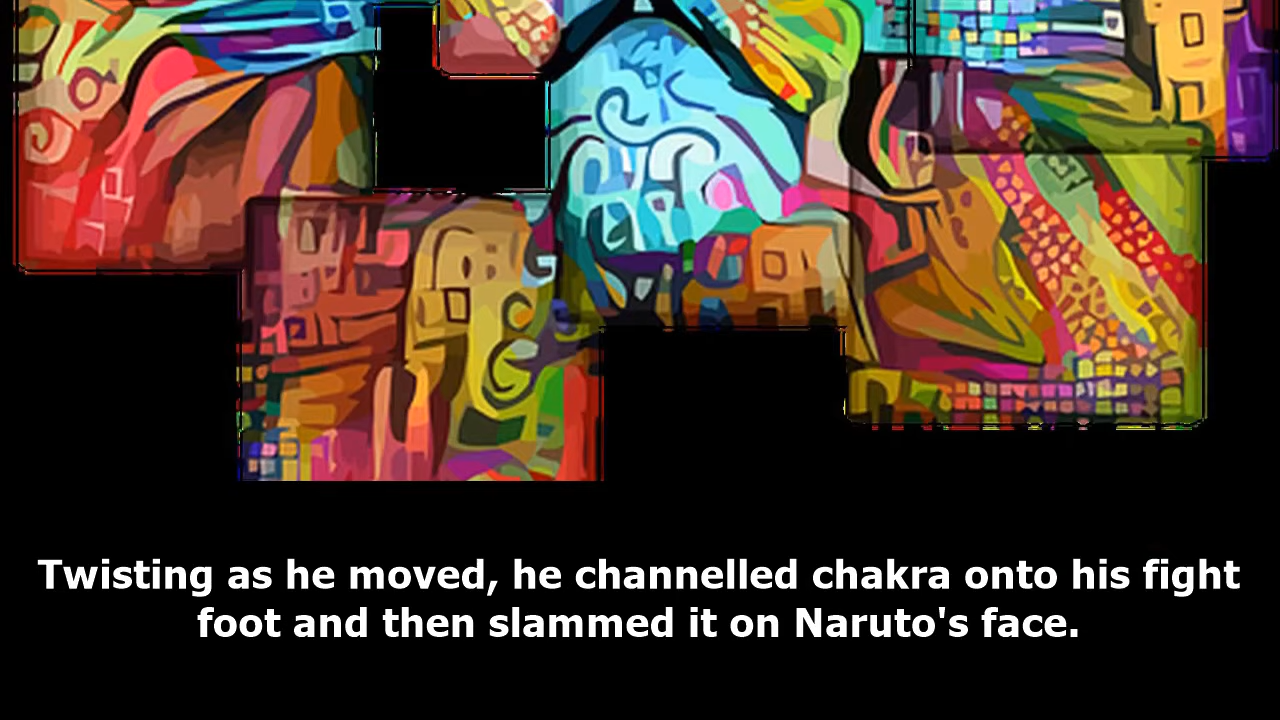 Twisting as he moved, he channelled chakra onto his fight
foot and then slammed it on Naruto's face.